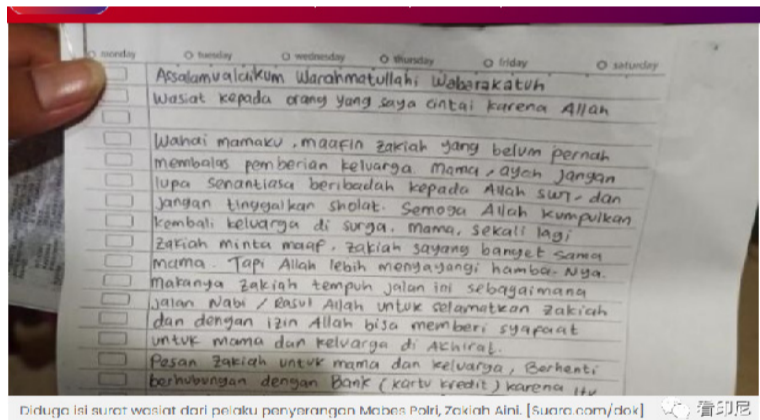 monday tuesday wednesday thursday friday saturday
Assalamualaikum Warahmatullahi Wabarakatuh
Wasiat kepada orang yang saya cintai karena Allah
Wahai mamaku, maafin zakiah yang belum pernah
membalas pemberian keluarga. Mama, ayah jangan
lupa senantiasa beribadah kepada Allah SWT, dan
jangan tinggalkan sholat. Semoga Allah kumpulkan
kembali keluarga di surga. mama, sekali lagi
zakiah minta maaf. zakiah sayang banget sama
mama. Tapi Allah lebih menyayangi hamba-Nya.
makanya zakiah tempuh jalan ini sebagaimana
jalan Nabi / Rasul Allah untuk selamatkan zakiah
dan dengan izin Allah bisa memberi syafaat
untuk mama dan keluarga di Akhirat.
Pesan zakiah untuk mama dan keluarga, Berhenti
berhubungan dengan Bank (kartu kredit) karena itu
Diduga isi surat wasiat dari pelaku penyerangan Mabes Polri, Zakiah Aini. [Suara.com/dok]
看印尼